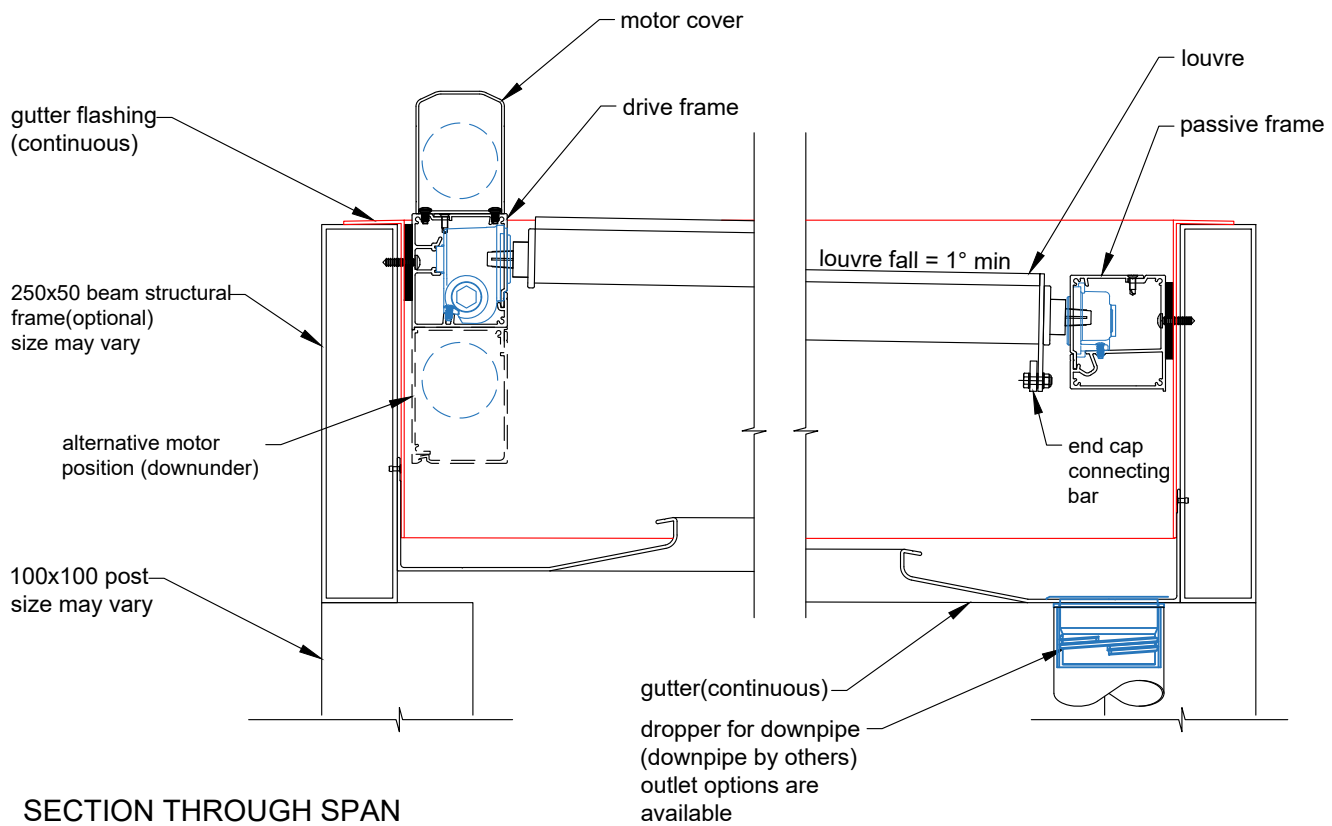 motor cover
louvre
gutter flashing
(continuous)
drive frame
passive frame
louvre fall = 1° min
250x50 beam structural
frame(optional)
size may vary
alternative motor
position (downunder)
end cap
connecting
bar
100x100 post
size may vary
gutter(continuous)
dropper for downpipe
(downpipe by others)
outlet options are
available
SECTION THROUGH SPAN